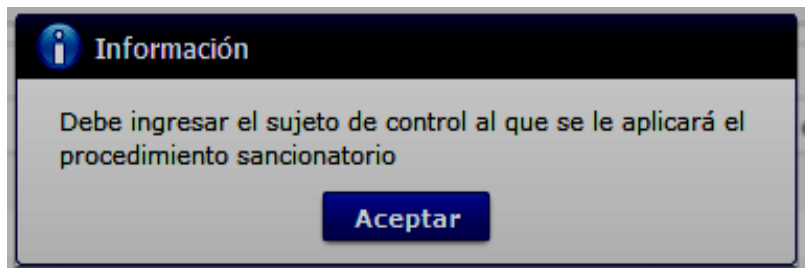 Información
Debe ingresar el sujeto de control al que se le aplicará el
procedimiento sancionatorio
Aceptar